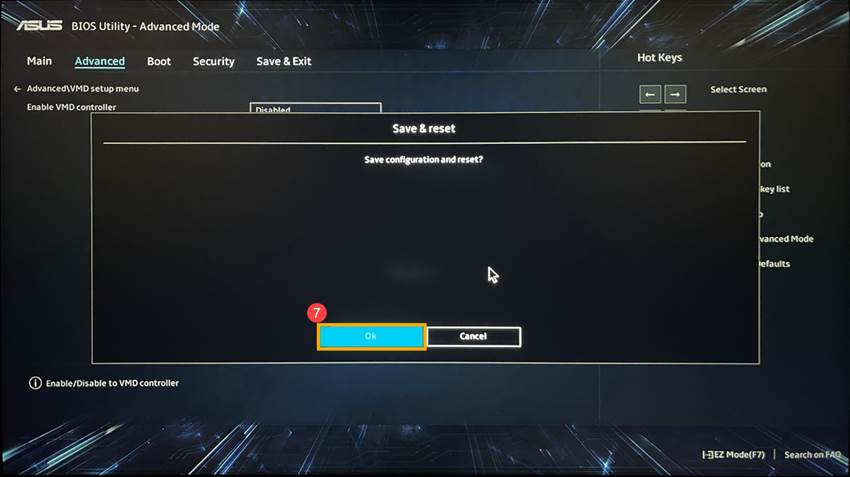 ASUS BIOS Utility - Advanced Mode
Main Advanced Boot Security Save & Exit
Hot Keys
← Advanced\VMD setup menu
← → Select Screen
Enable VMD controller Disabled
Save & reset
Save configuration and reset?
on
key list
vanced Mode
efaults
7
Ok Cancel
Enable/Disable to VMD controller
EZ Mode(F7) | Search on FAQ